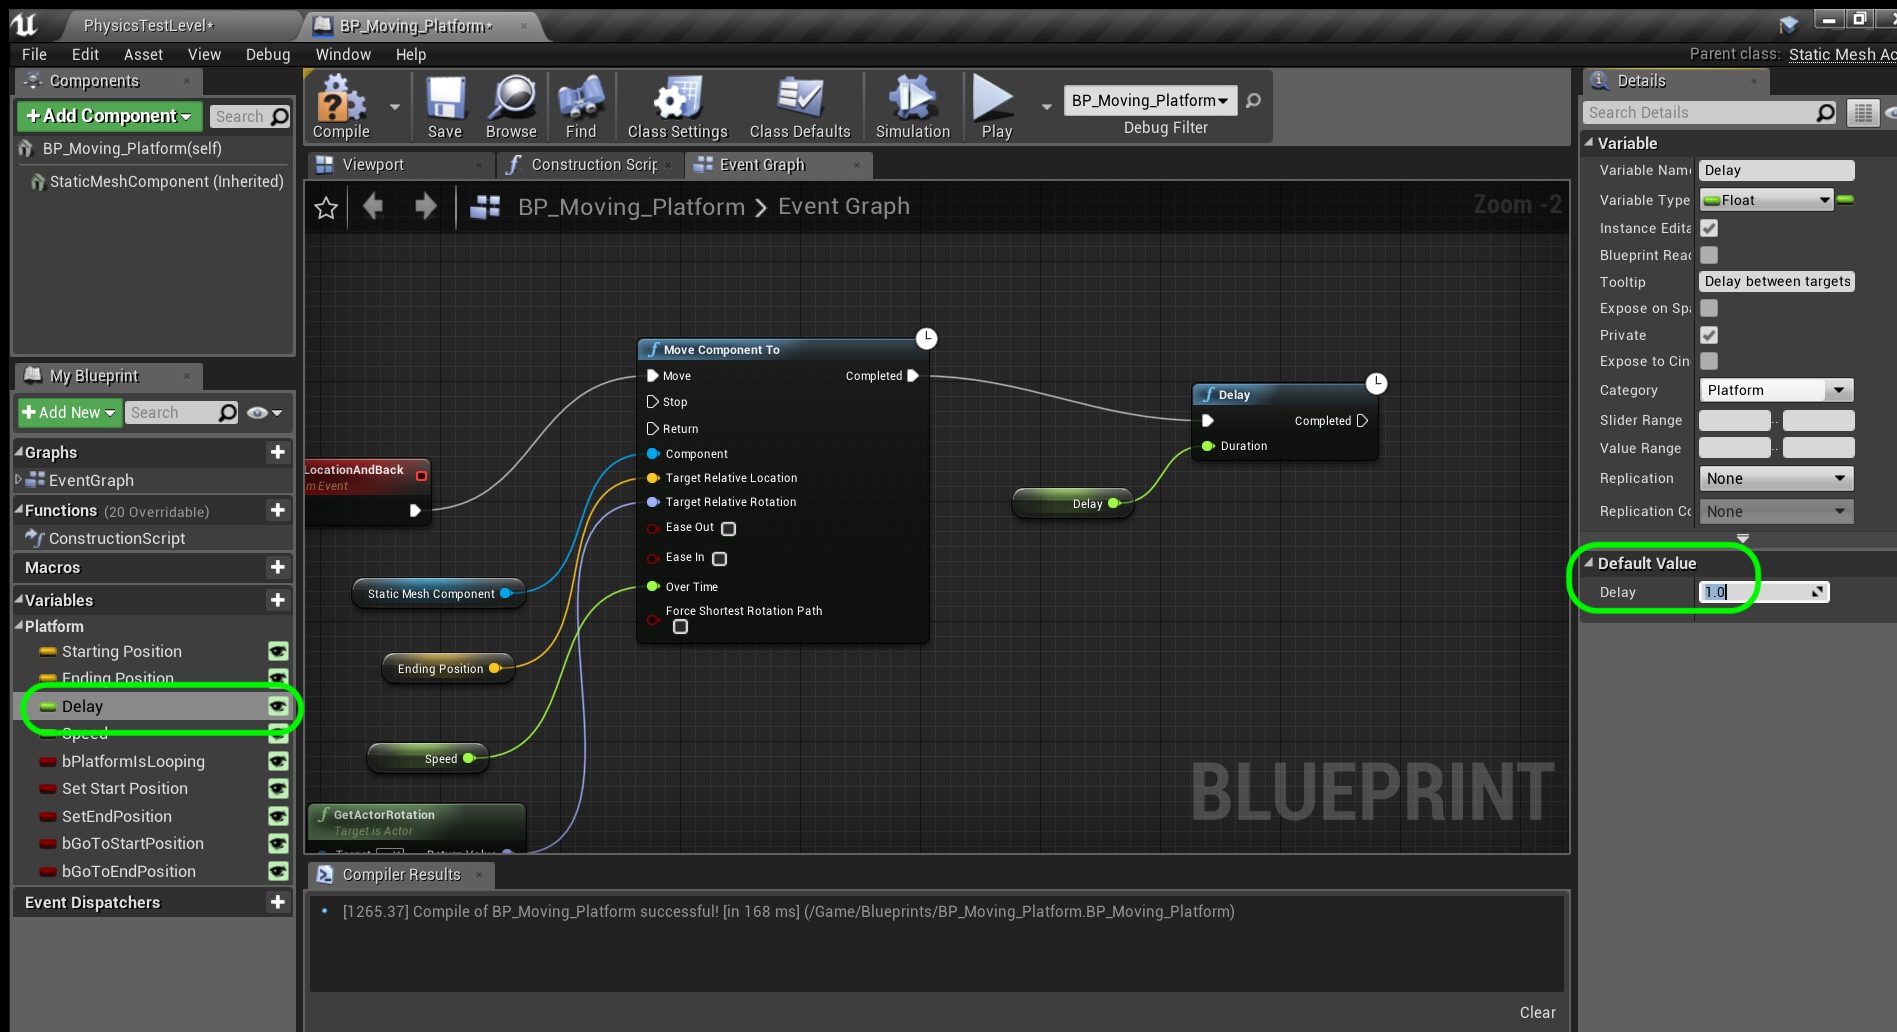 PhysicsTestLevel*
BP_Moving_Platform*
File Edit Asset View Debug Window Help
Parent class: Static Mesh Ac
Components
+Add Component
Search
BP_Moving_Platform(self)
StaticMeshComponent (Inherited)
Compile
Save
Browse
Find
Class Settings
Class Defaults
Simulation
Play
BP_Moving_Platform
Debug Filter
Viewport
Construction Scrip
Event Graph
BP_Moving_Platform > Event Graph
Zoom -2
Move Component To
Move
Completed
Stop
Return
Component
Target Relative Location
Target Relative Rotation
Ease Out
Ease In
Over Time
Force Shortest Rotation Path
LocationAndBack
m Event
Static Mesh Component
Ending Position
Speed
GetActorRotation
Target is Actor
Target
Return Value
Delay
Completed
Duration
Delay
BLUEPRINT
My Blueprint
+Add New
Search
Graphs
EventGraph
Functions (20 Overridable)
ConstructionScript
Macros
Variables
Platform
Starting Position
Ending Position
Delay
Speed
bPlatformIsLooping
Set Start Position
SetEndPosition
bGoToStartPosition
bGoToEndPosition
Event Dispatchers
Compiler Results
[1265.37] Compile of BP_Moving_Platform successful! [in 168 ms] (/Game/Blueprints/BP_Moving_Platform.BP_Moving_Platform)
Clear
Details
Search Details
Variable
Variable Nam Delay
Variable Type Float
Instance Edita
Blueprint Read
Tooltip Delay between targets
Expose on Spa
Private
Expose to Cin
Category Platform
Slider Range ..
Value Range ..
Replication None
Replication Co None
Default Value
Delay 1.0